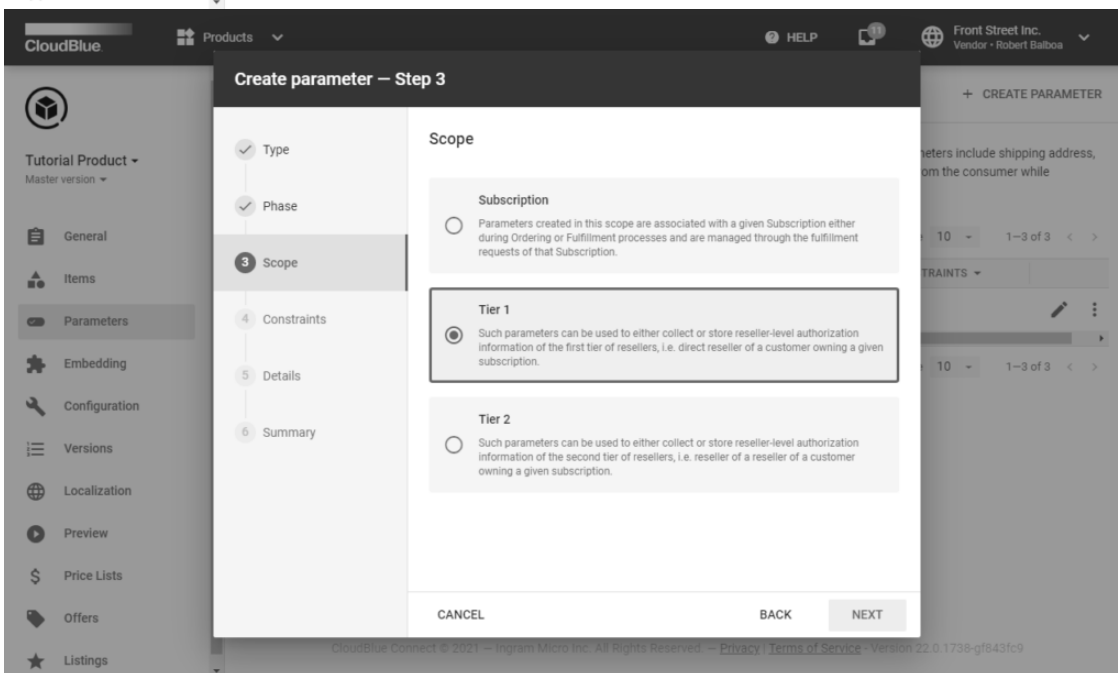 CloudBlue
Products
HELP
11
Front Street Inc.
Vendor • Robert Balboa
Create parameter — Step 3
+ CREATE PARAMETER
Tutorial Product
Master version
General
Items
Parameters
Embedding
Configuration
Versions
Localization
Preview
Price Lists
Offers
Listings
Type
Phase
3 Scope
4 Constraints
5 Details
6 Summary
Scope
Subscription
Parameters created in this scope are associated with a given Subscription either
during Ordering or Fulfillment processes and are managed through the fulfillment
requests of that Subscription.
Tier 1
Such parameters can be used to either collect or store reseller-level authorization
information of the first tier of resellers, i.e. direct reseller of a customer owning a given
subscription.
Tier 2
Such parameters can be used to either collect or store reseller-level authorization
information of the second tier of resellers, i.e. reseller of a reseller of a customer
owning a given subscription.
CANCEL
BACK
NEXT
neters include shipping address,
om the consumer while
10
1–3 of 3
TRAINTS
10
1–3 of 3
CloudBlue Connect © 2021 — Ingram Micro Inc. All Rights Reserved. — Privacy | Terms of Service - Version 22.0.1738-gf843fc9